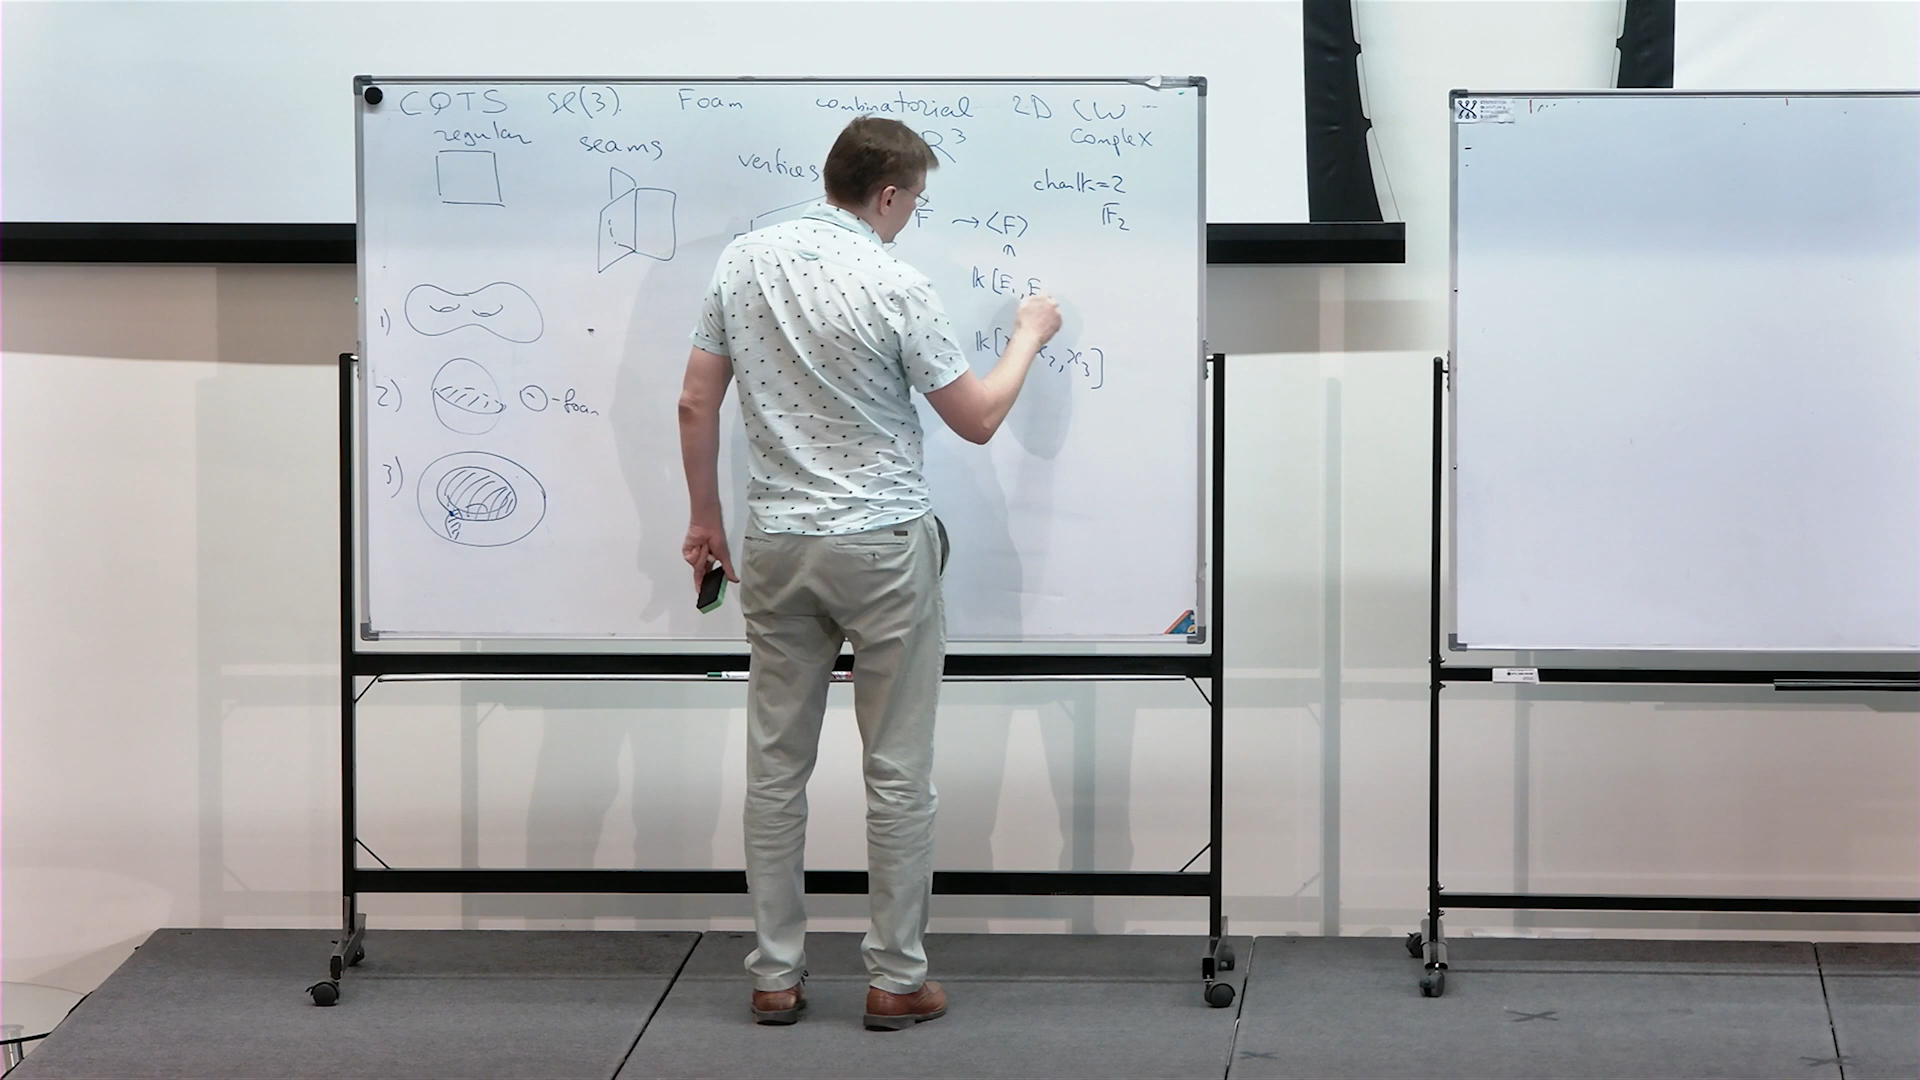 CQTS sl(3). Foam combinatorial 2D CW --
regular seams vertices R³ Complex
char k=2
F → ⟨F⟩ F₂
k[E₁, E
k[ x₂, x₃]
1)
2) -foam
3)